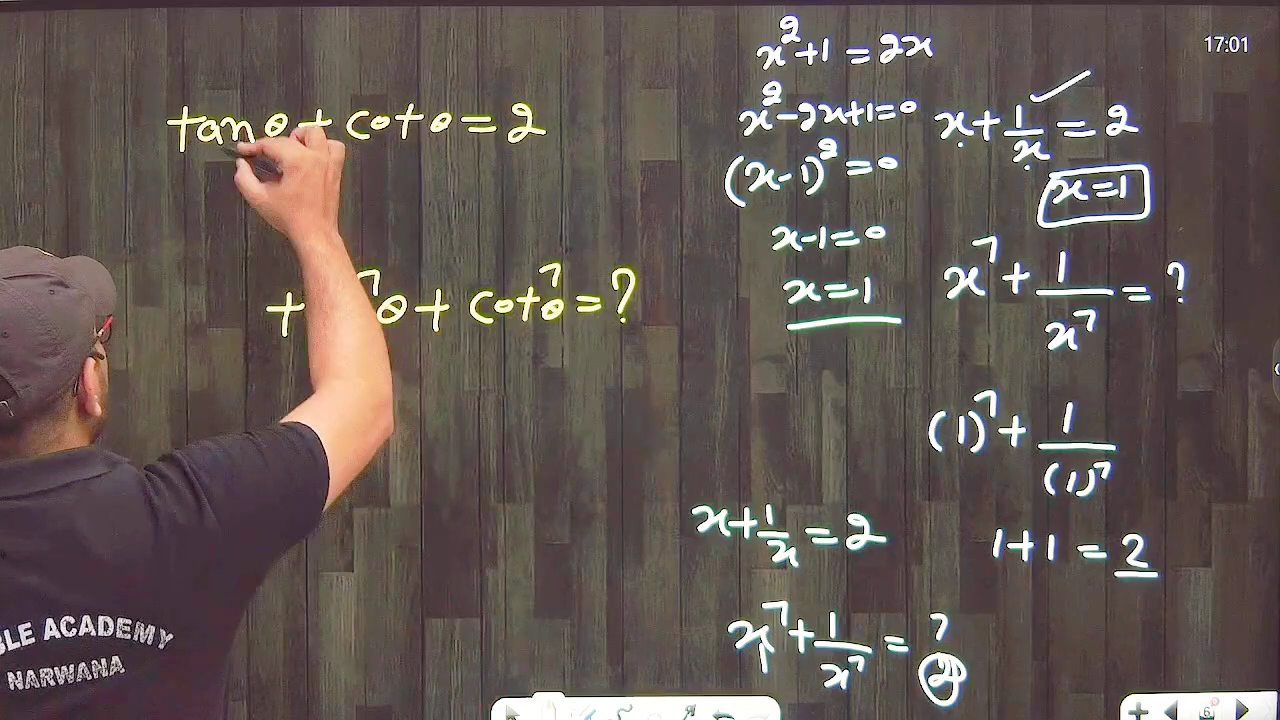 tanθ + cotθ = 2
t⁷θ + cot⁷θ = ?
x² + 1 = 2x
x² - 2x + 1 = 0
(x-1)² = 0
x-1 = 0
x = 1
17:01
x + 1/x = 2
x = 1
x⁷ + 1/x⁷ = ?
(1)⁷ + 1/(1)⁷
1 + 1 = 2
x + 1/x = 2
x⁷ + 1/x⁷ = ?
2
BLE ACADEMY
NARWANA